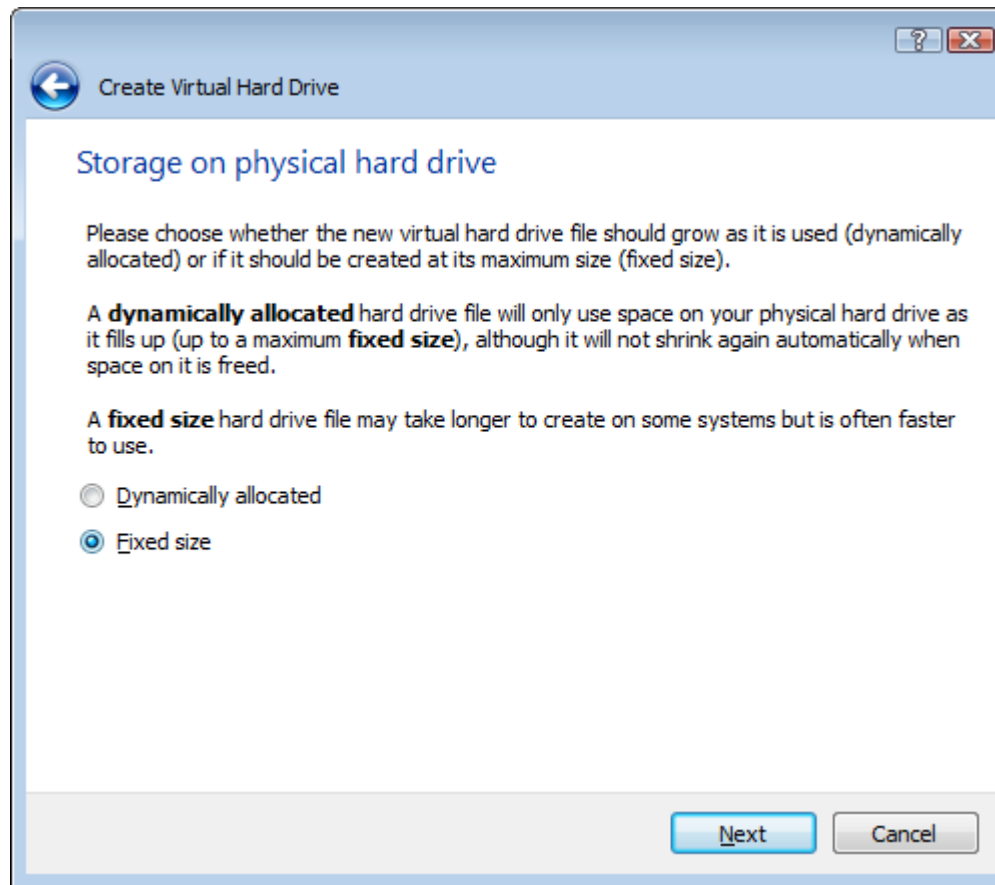 ?
Create Virtual Hard Drive
Storage on physical hard drive
Please choose whether the new virtual hard drive file should grow as it is used (dynamically
allocated) or if it should be created at its maximum size (fixed size).
A dynamically allocated hard drive file will only use space on your physical hard drive as
it fills up (up to a maximum fixed size), although it will not shrink again automatically when
space on it is freed.
A fixed size hard drive file may take longer to create on some systems but is often faster
to use.
Dynamically allocated
Fixed size
Next Cancel